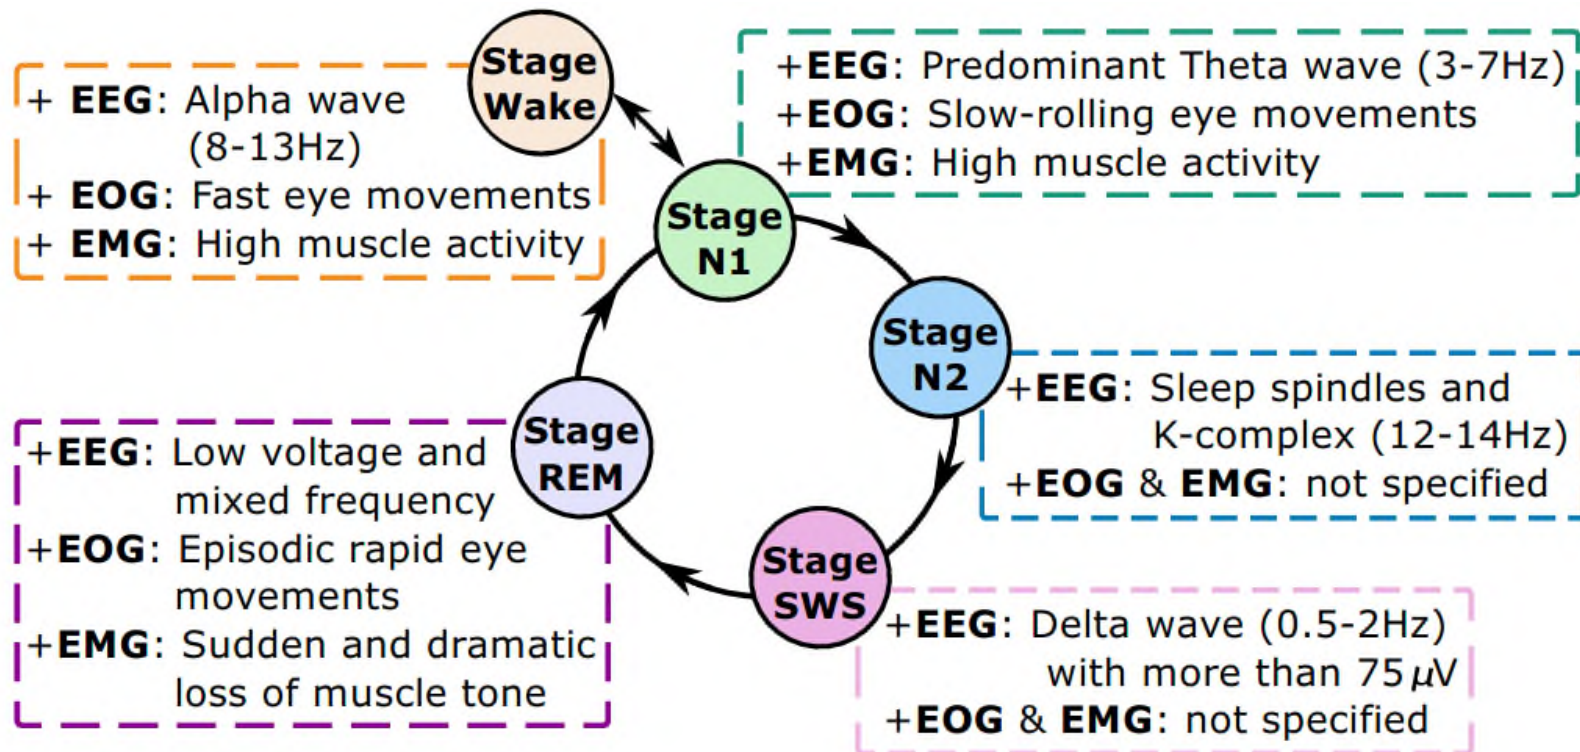 Stage
Wake
+ EEG: Alpha wave
(8-13Hz)
+ EOG: Fast eye movements
+ EMG: High muscle activity
+EEG: Predominant Theta wave (3-7Hz)
+EOG: Slow-rolling eye movements
+EMG: High muscle activity
Stage
N1
Stage
N2
+EEG: Sleep spindles and
K-complex (12-14Hz)
+EOG & EMG: not specified
Stage
REM
+EEG: Low voltage and
mixed frequency
+EOG: Episodic rapid eye
movements
+EMG: Sudden and dramatic
loss of muscle tone
Stage
SWS
+EEG: Delta wave (0.5-2Hz)
with more than 75 μV
+EOG & EMG: not specified